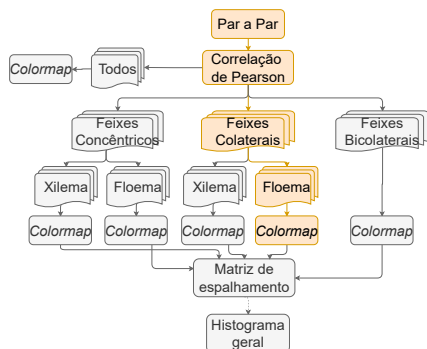 Par a Par
Correlação
de Pearson
Todos
Colormap
Feixes
Concêntricos
Feixes
Colaterais
Feixes
Bicolaterais
Xilema
Floema
Xilema
Floema
Colormap
Colormap
Colormap
Colormap
Colormap
Matriz de
espalhamento
Histograma
geral